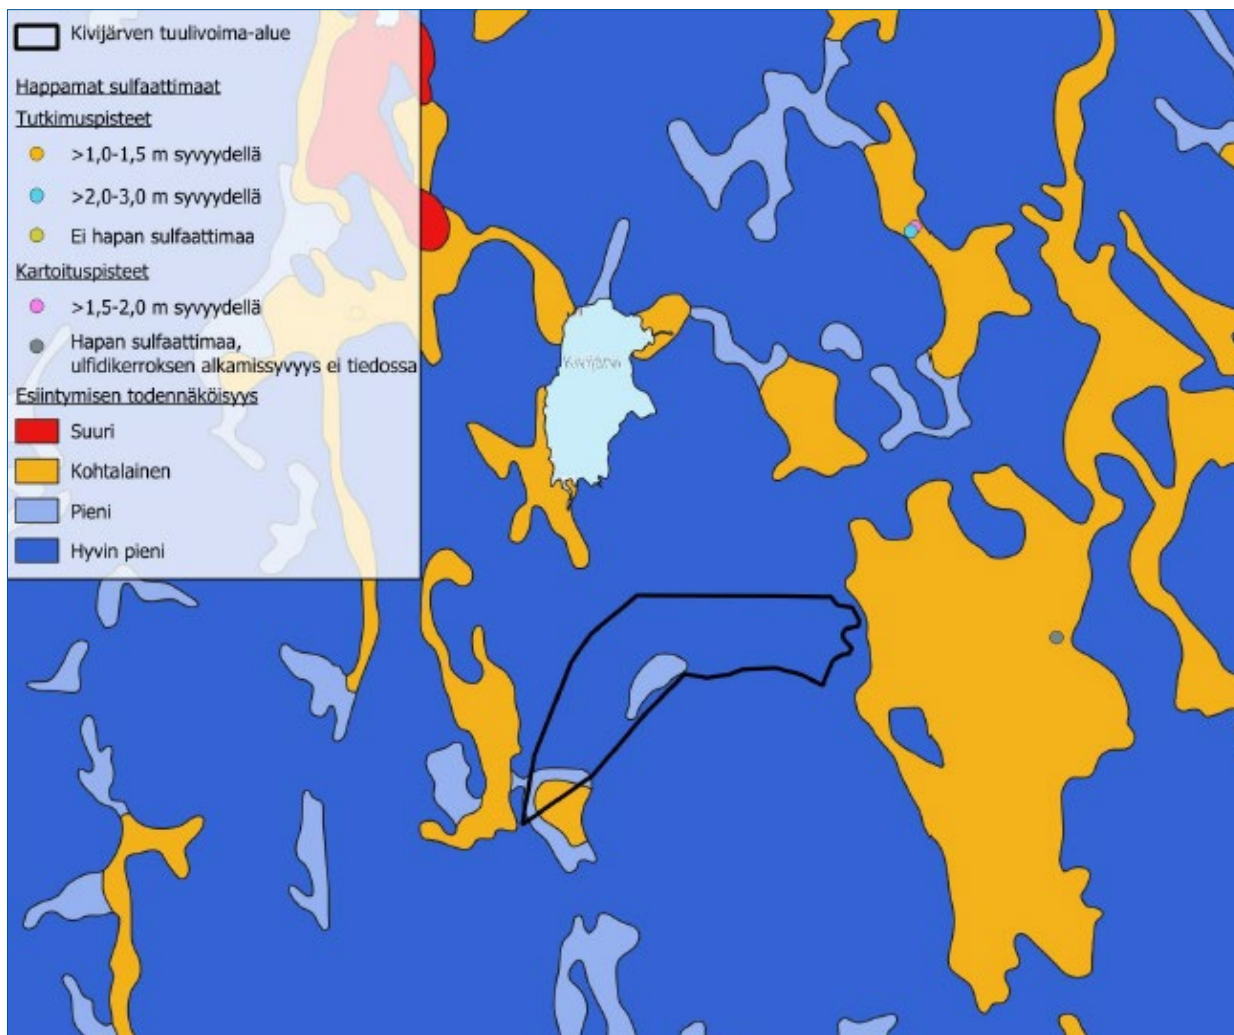 Kivijärven tuulivoima-alue
Happamat sulfaattimaat
Tutkimuspisteet
>1,0-1,5 m syvyydellä
>2,0-3,0 m syvyydellä
Ei hapan sulfaattimaa
Kartoituspisteet
>1,5-2,0 m syvyydellä
Hapan sulfaattimaa,
ulfidikerroksen alkamissyvyys ei tiedossa
Esiintymisen todennäköisyys
Suuri
Kohtalainen
Pieni
Hyvin pieni
Kivijärvi